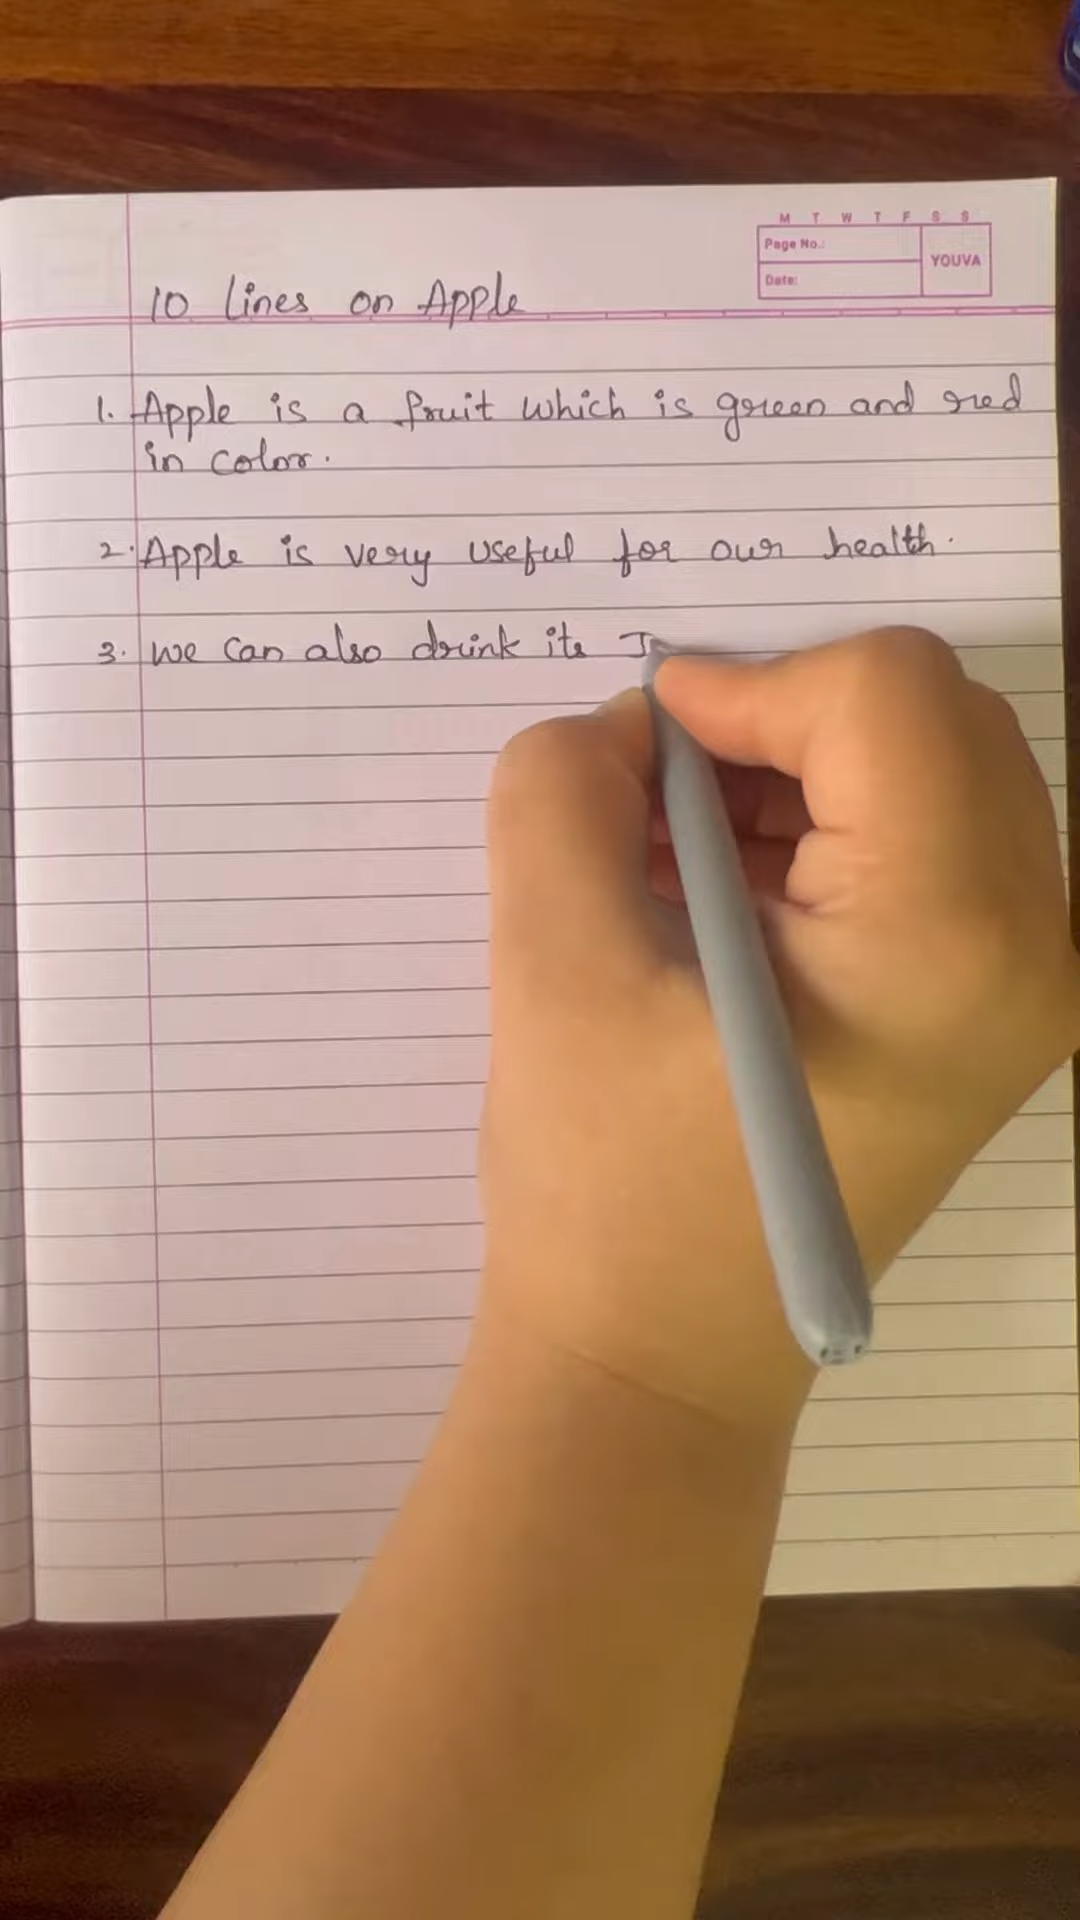 M T W T F S S
Page No.:
YOUVA
Date:
10 Lines on Apple
1. Apple is a fruit which is green and red
in color.
2. Apple is very useful for our health.
3. we can also drink its